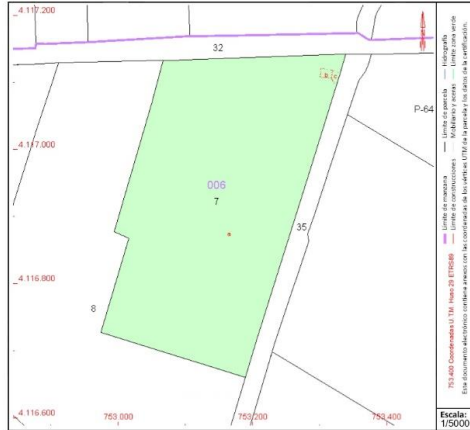 4.117.200
32
P-64
4.117.000
006
7
35
4.116.800
8
4.116.600
753.000
753.200
753.400
Límite de manzana
Límite de parcela
Límite de construcciones
Mobiliario y aceras
Límite zona verde
Hidrografía
753.400 Coordenadas U.T.M. Huso 29 ETRS89
Este documento electrónico contiene anexos con las coordenadas de los vértices UTM de la parcela y los datos de la certificación.
Escala:
1/5000